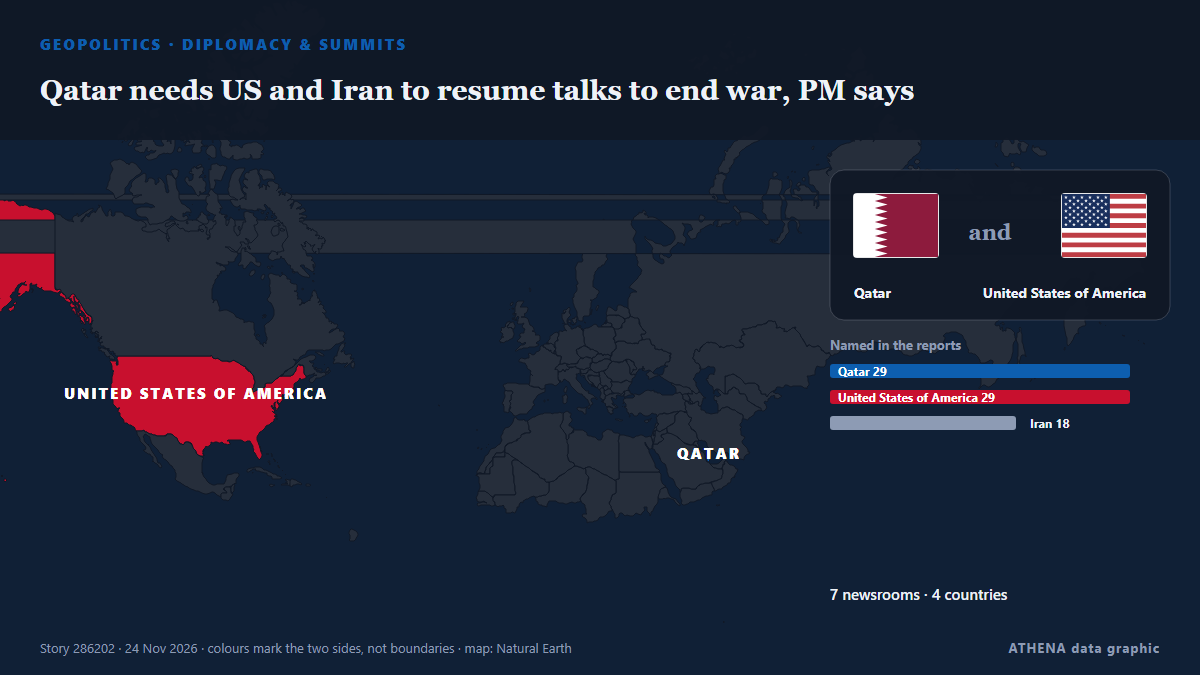 GEOPOLITICS · DIPLOMACY & SUMMITS
Qatar needs US and Iran to resume talks to end war, PM says
and
Qatar
United States of America
Named in the reports
Qatar 29
United States of America 29
Iran 18
UNITED STATES OF AMERICA
QATAR
7 newsrooms · 4 countries
Story 286202 · 24 Nov 2026 · colours mark the two sides, not boundaries · map: Natural Earth
ATHENA data graphic